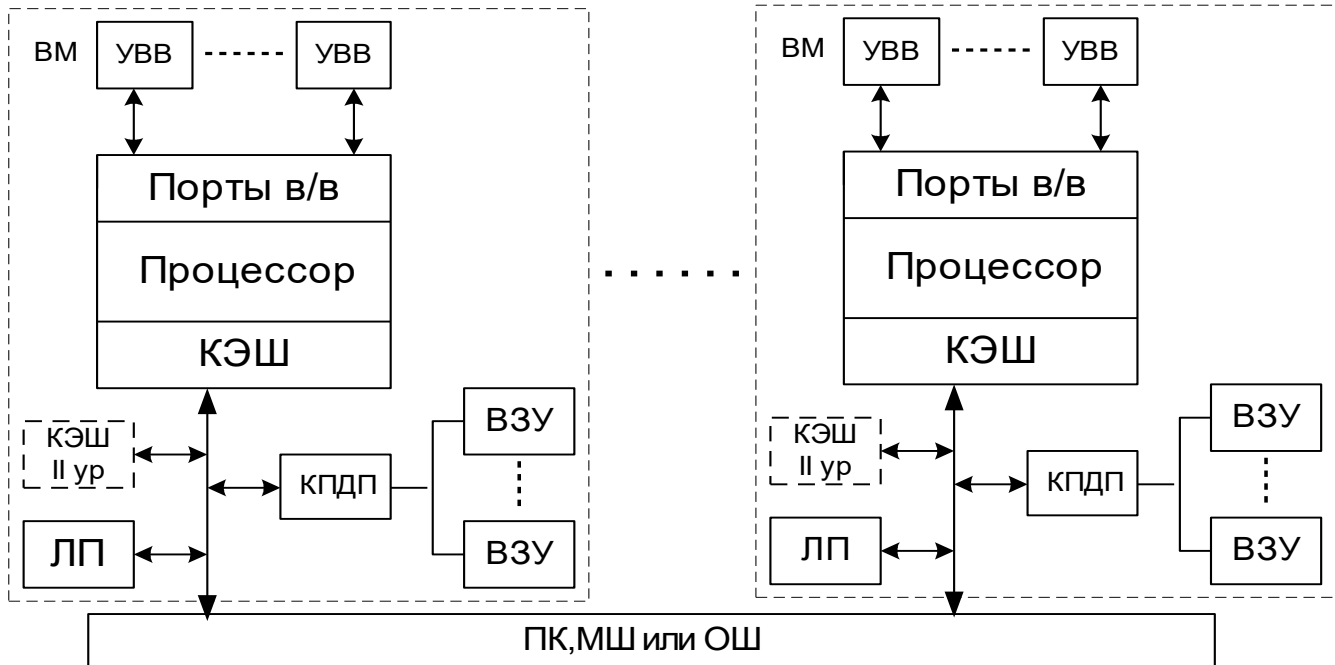 ВМ УВВ УВВ
Порты в/в
Процессор
КЭШ
КЭШ
II ур
КПДП
ВЗУ
ВЗУ
ЛП
ВМ УВВ УВВ
Порты в/в
Процессор
КЭШ
КЭШ
II ур
КПДП
ВЗУ
ВЗУ
ЛП
ПК,МШ или ОШ